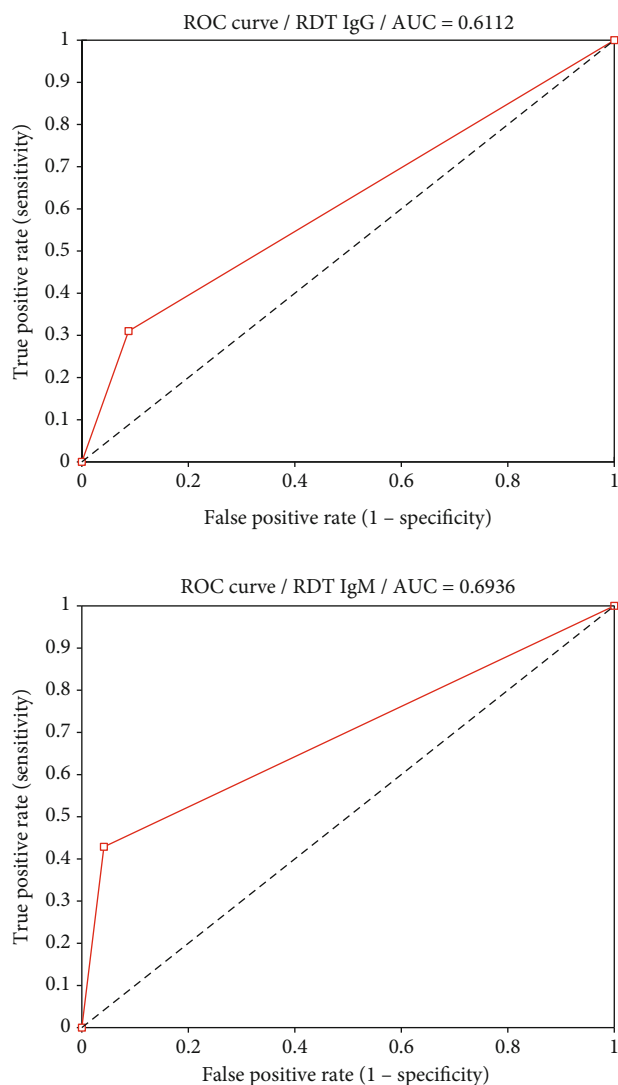 ROC curve / RDT IgG / AUC = 0.6112
True positive rate (sensitivity)
1
0.9
0.8
0.7
0.6
0.5
0.4
0.3
0.2
0.1
0
0 0.2 0.4 0.6 0.8 1
False positive rate (1 – specificity)
ROC curve / RDT IgM / AUC = 0.6936
True positive rate (sensitivity)
1
0.9
0.8
0.7
0.6
0.5
0.4
0.3
0.2
0.1
0
0 0.2 0.4 0.6 0.8 1
False positive rate (1 – specificity)